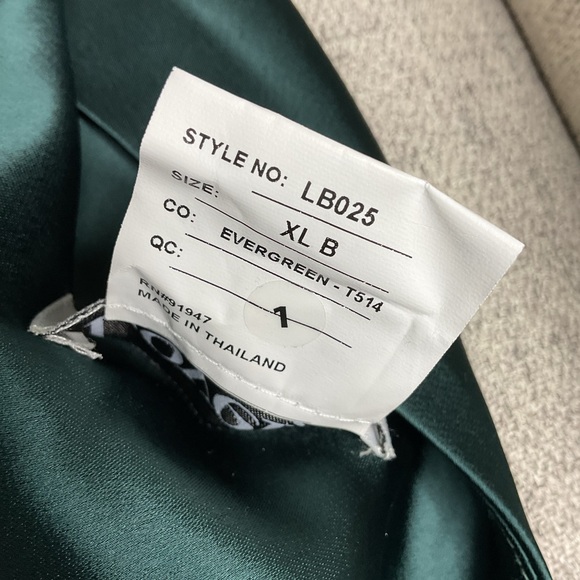 STYLE NO: LB025
SIZE: XL B
CO: EVERGREEN - T514
QC: 1
RN#91947
MADE IN THAILAND